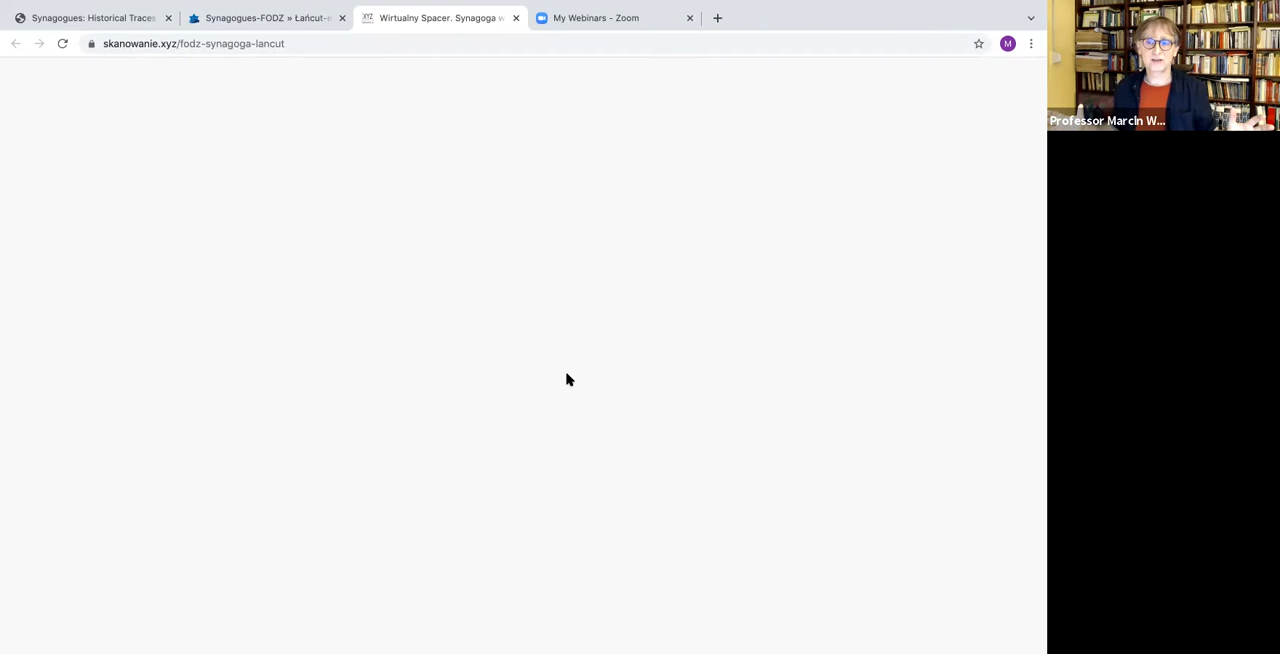 Synagogues: Historical Traces
Synagogues-FODZ » Łańcut-e
XYZ
Wirtualny Spacer. Synagoga w
My Webinars - Zoom
skanowanie.xyz/fodz-synagoga-lancut
M
Professor Marcin W...